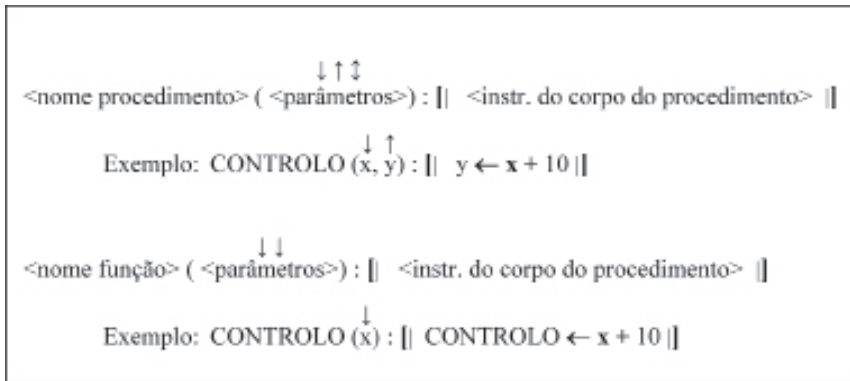 ↓ ↑ ↕
<nome procedimento> ( <parâmetros>) : [| <instr. do corpo do procedimento> |]
↓ ↑
Exemplo: CONTROLO (x, y) : [| y ← x + 10 |]
↓ ↓
<nome função> ( <parâmetros>) : [| <instr. do corpo do procedimento> |]
↓
Exemplo: CONTROLO (x) : [| CONTROLO ← x + 10 |]